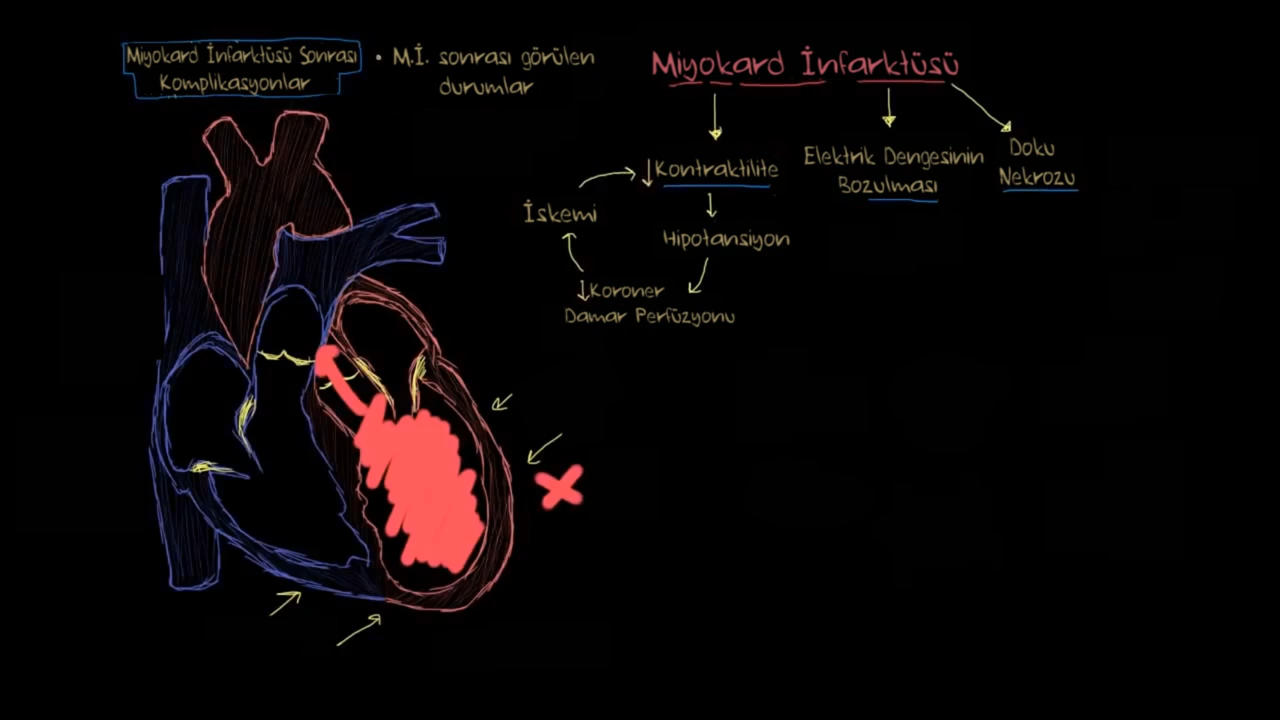 Miyokard İnfarktüsü Sonrası
Komplikasyonlar
• M.İ. sonrası görülen
durumlar
Miyokard İnfarktüsü
↓Kontraktilite
Elektrik Dengesinin
Bozulması
Doku
Nekrozu
İskemi
Hipotansiyon
↓Koroner
Damar Perfüzyonu